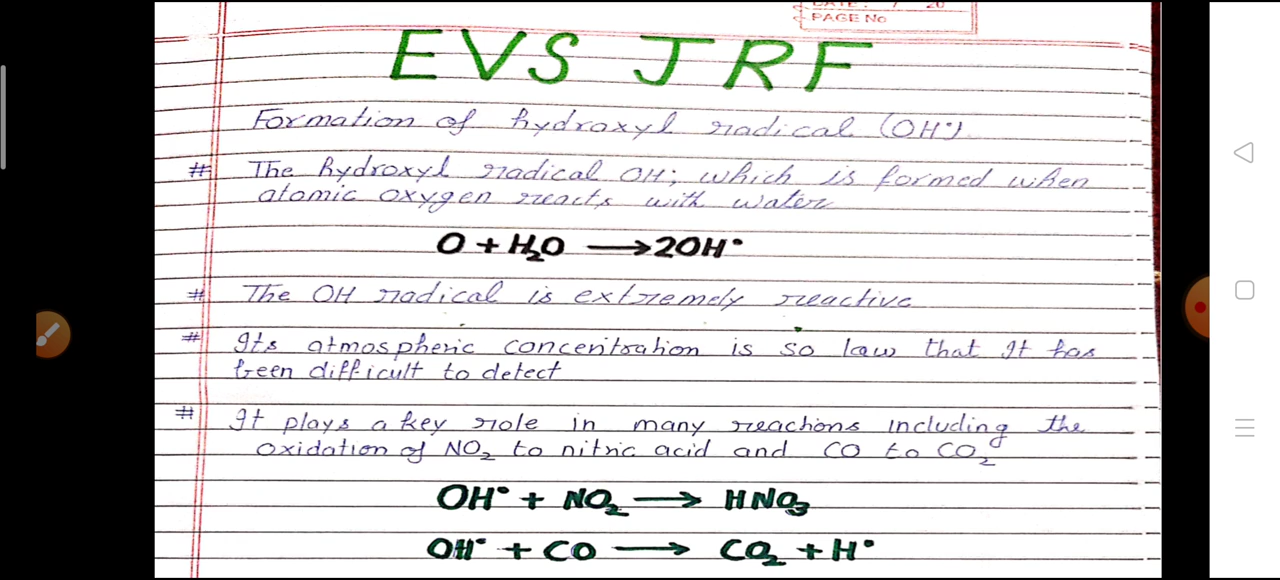 PAGE No
EVS JRF
Formation of hydroxyl radical (OH•)
# The hydroxyl radical OH; which is formed when
atomic oxygen reacts with water
O + H₂O ⟶ 2OH•
# The OH radical is extremely reactive
# Its atmospheric concentration is so law that It has
been difficult to detect
# It plays a key role in many reactions including the
oxidation of NO₂ to nitric acid and CO to CO₂
OH• + NO₂ ⟶ HNO₃
OH• + CO ⟶ CO₂ + H•